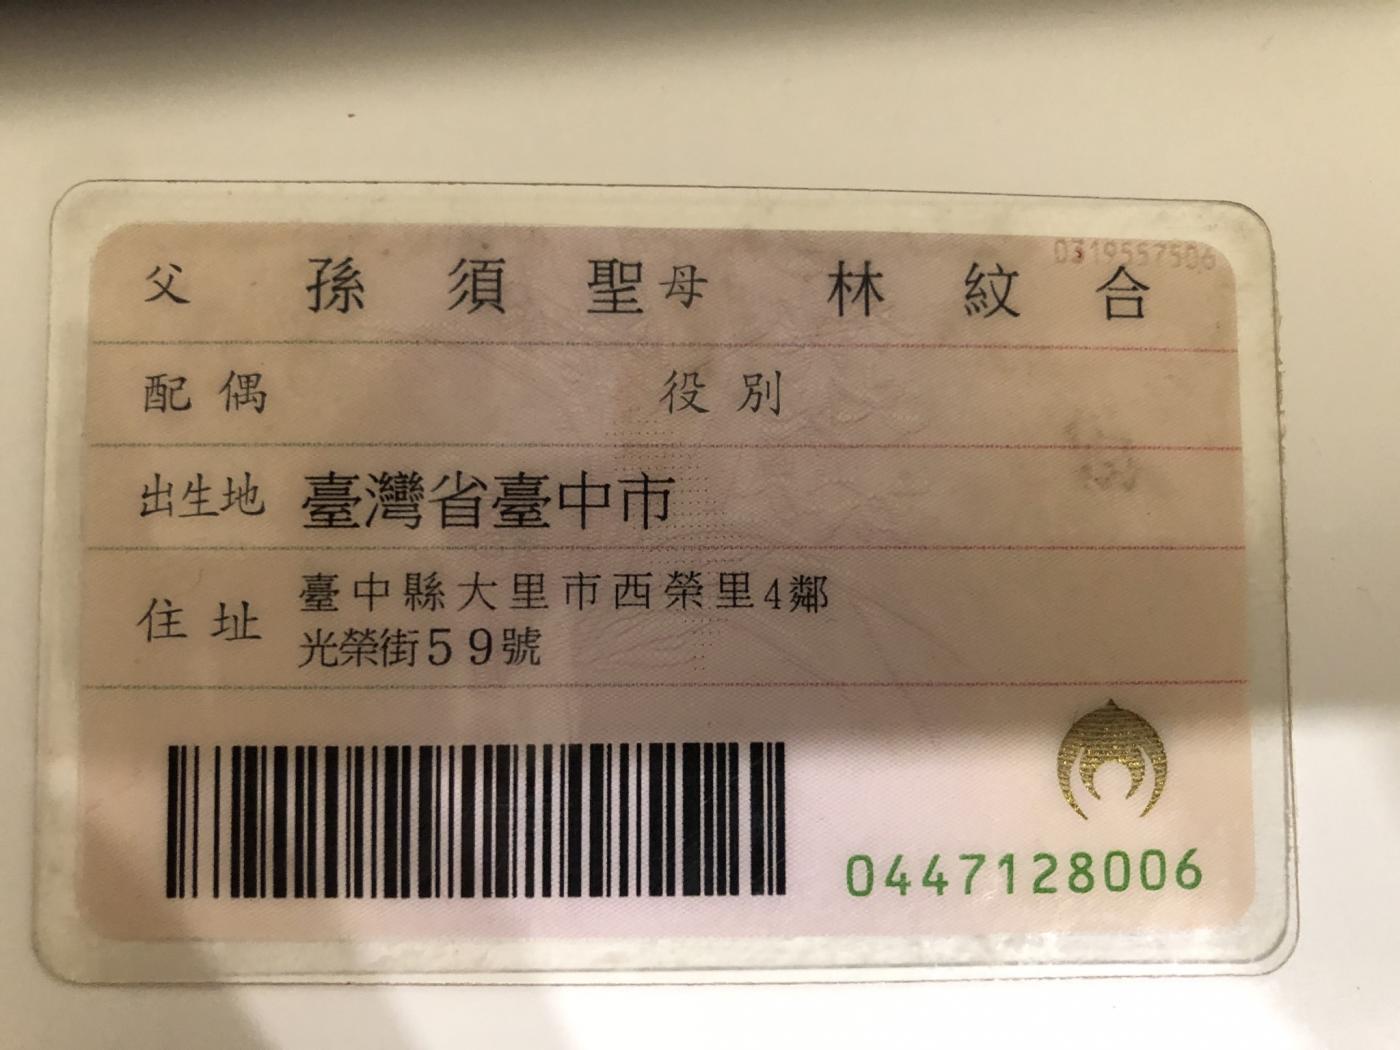 0319557506
父 孫須聖 母 林紋合
配偶 役別
出生地 臺灣省臺中市
住址 臺中縣大里市西榮里4鄰
光榮街59號
0447128006